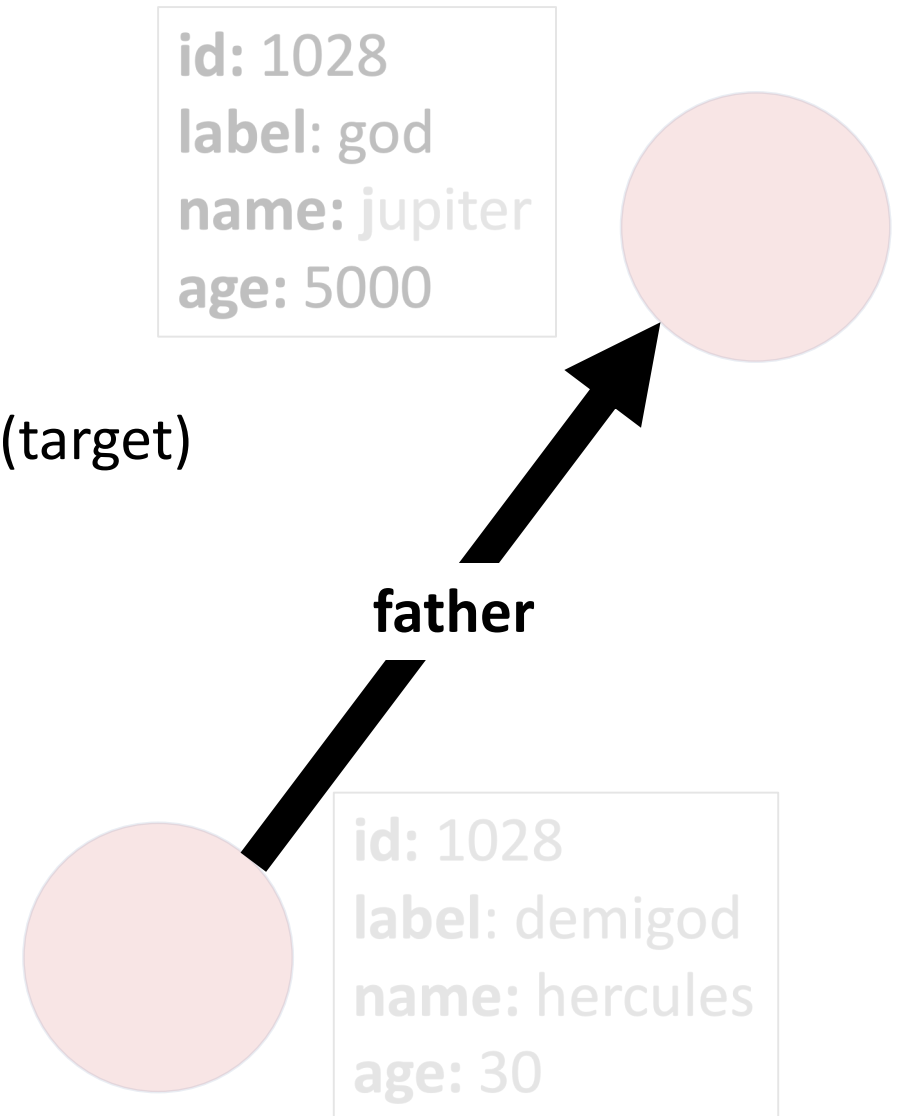 id: 1028
label: god
name: jupiter
age: 5000
(target)
father
id: 1028
label: demigod
name: hercules
age: 30